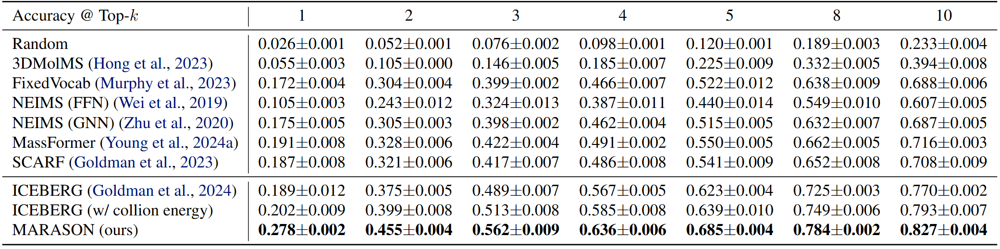 Accuracy @ Top-k 1 2 3 4 5 8 10
Random 0.026±0.001 0.052±0.001 0.076±0.002 0.098±0.001 0.120±0.001 0.189±0.003 0.233±0.004
3DMolMS (Hong et al., 2023) 0.055±0.003 0.105±0.000 0.146±0.005 0.185±0.007 0.225±0.009 0.332±0.005 0.394±0.008
FixedVocab (Murphy et al., 2023) 0.172±0.004 0.304±0.004 0.399±0.002 0.466±0.007 0.522±0.012 0.638±0.009 0.688±0.006
NEIMS (FFN) (Wei et al., 2019) 0.105±0.003 0.243±0.012 0.324±0.013 0.387±0.011 0.440±0.014 0.549±0.010 0.607±0.005
NEIMS (GNN) (Zhu et al., 2020) 0.175±0.005 0.305±0.003 0.398±0.002 0.462±0.004 0.515±0.005 0.632±0.007 0.687±0.005
MassFormer (Young et al., 2024a) 0.191±0.008 0.328±0.006 0.422±0.004 0.491±0.002 0.550±0.005 0.662±0.005 0.716±0.003
SCARF (Goldman et al., 2023) 0.187±0.008 0.321±0.006 0.417±0.007 0.486±0.008 0.541±0.009 0.652±0.008 0.708±0.009
ICEBERG (Goldman et al., 2024) 0.189±0.012 0.375±0.005 0.489±0.007 0.567±0.005 0.623±0.004 0.725±0.003 0.770±0.002
ICEBERG (w/ collion energy) 0.202±0.009 0.399±0.008 0.513±0.008 0.585±0.008 0.639±0.010 0.749±0.006 0.793±0.007
MARASON (ours) 0.278±0.002 0.455±0.004 0.562±0.009 0.636±0.006 0.685±0.004 0.784±0.002 0.827±0.004